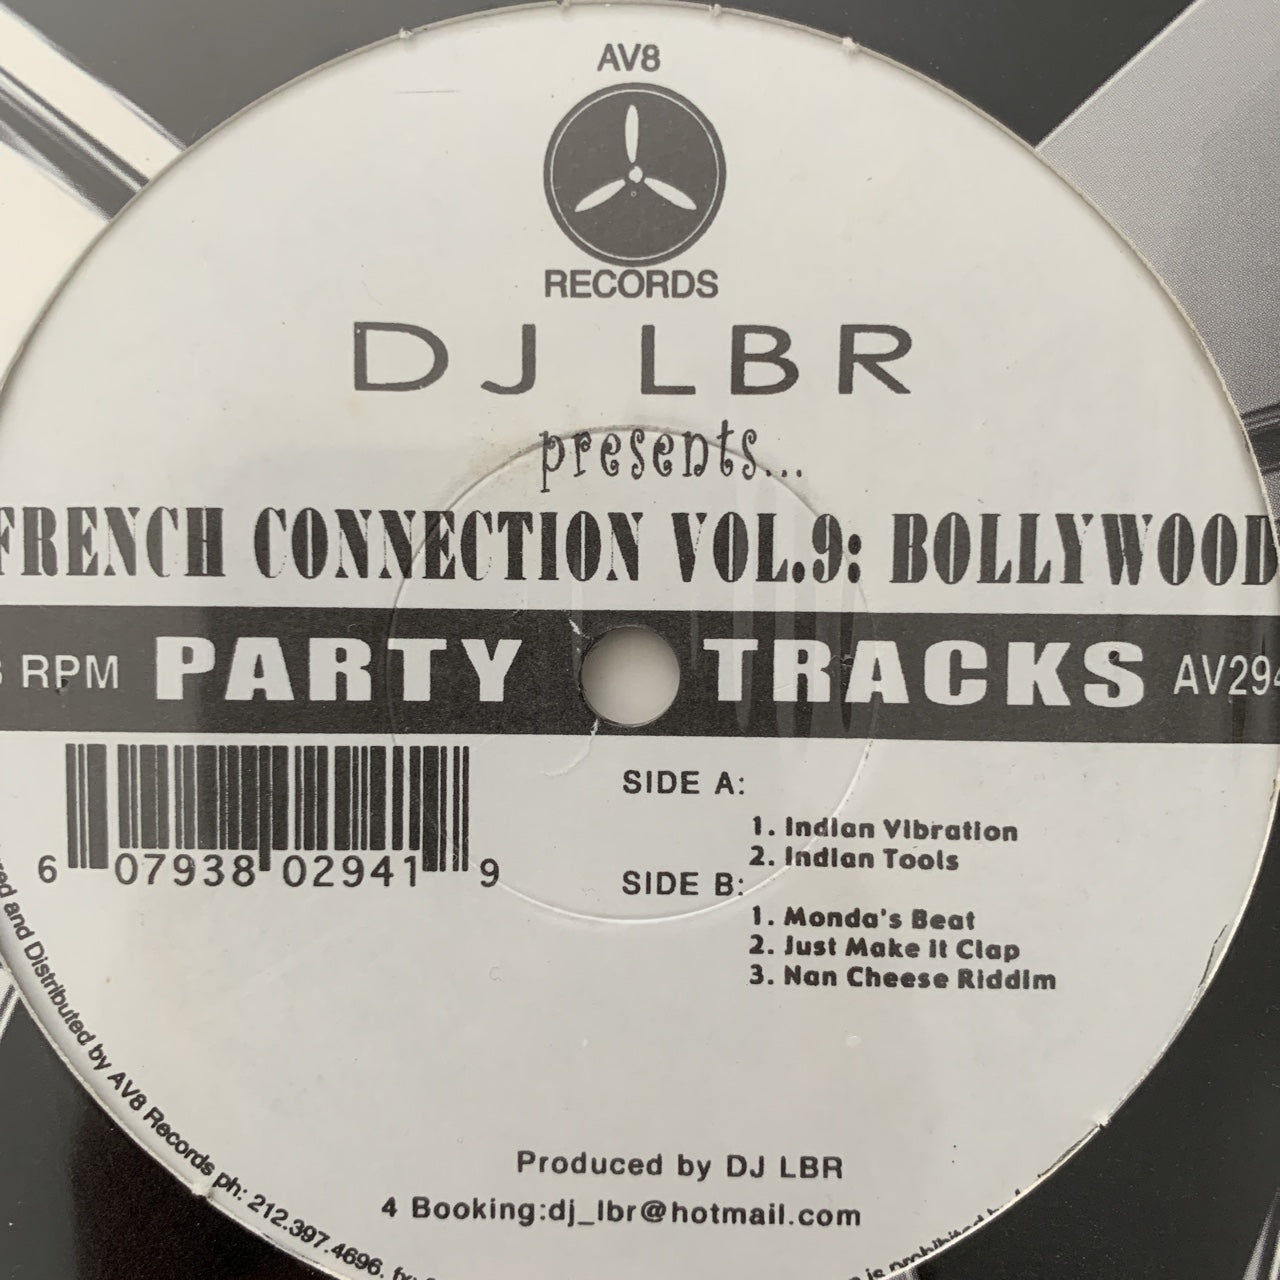 AV8
RECORDS
DJ LBR
presents...
FRENCH CONNECTION VOL.9: BOLLYWOOD
RPM PARTY TRACKS AV294
6 07938 02941 9
SIDE A:
1. Indian Vibration
2. Indian Tools
SIDE B:
1. Monda's Beat
2. Just Make it Clap
3. Nan Cheese Riddim
Produced by DJ LBR
4 Booking:dj_lbr@hotmail.com
and Distributed by AV8 Records ph: 212.397.4696.
is prohibited